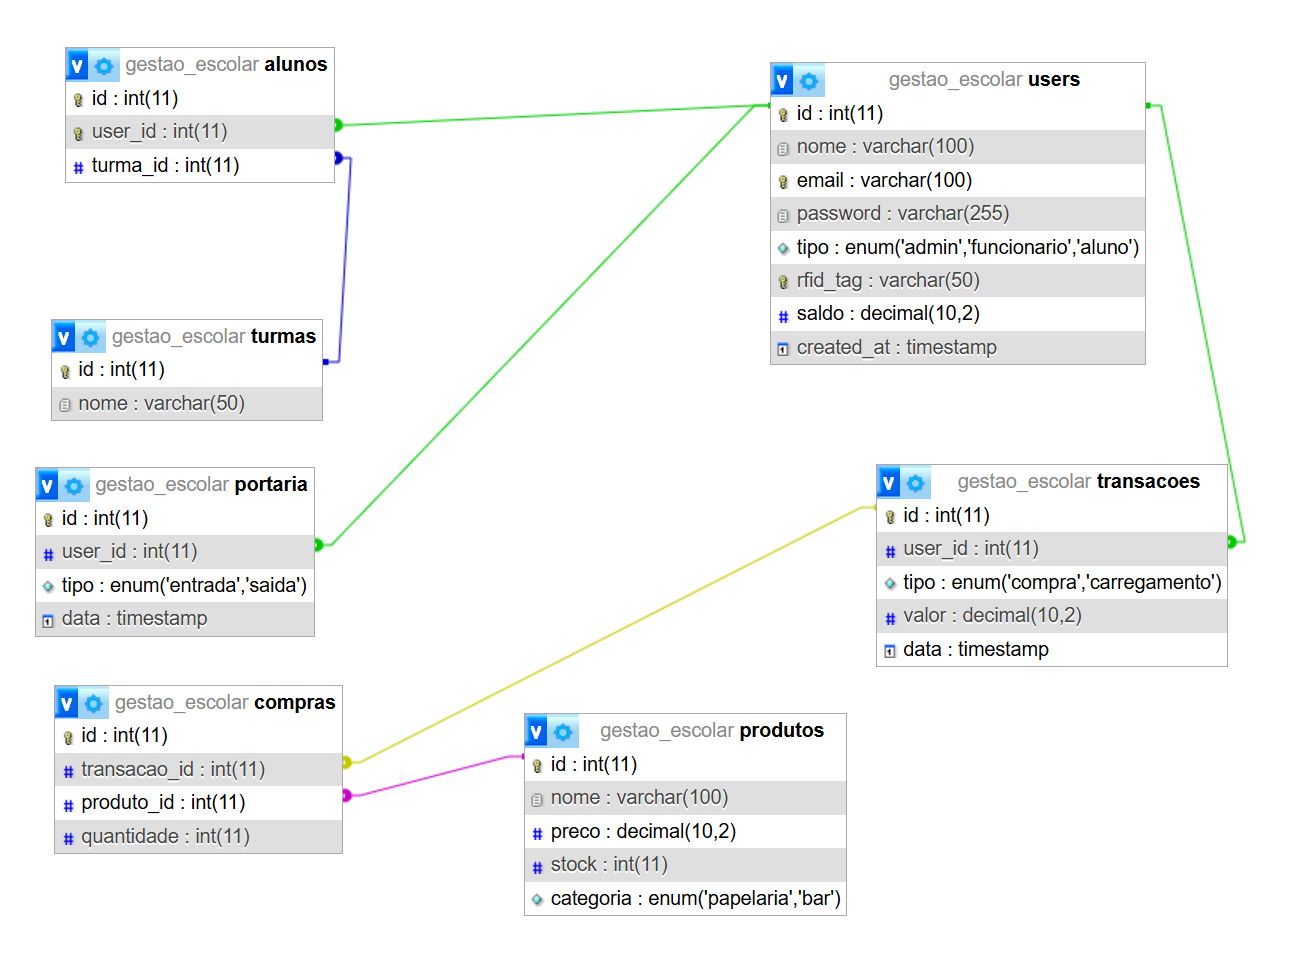 v gestao_escolar alunos
id : int(11)
user_id : int(11)
# turma_id : int(11)
v gestao_escolar users
id : int(11)
nome : varchar(100)
email : varchar(100)
password : varchar(255)
tipo : enum('admin','funcionario','aluno')
rfid_tag : varchar(50)
# saldo : decimal(10,2)
created_at : timestamp
v gestao_escolar turmas
id : int(11)
nome : varchar(50)
v gestao_escolar portaria
id : int(11)
# user_id : int(11)
tipo : enum('entrada','saida')
data : timestamp
v gestao_escolar transacoes
id : int(11)
# user_id : int(11)
tipo : enum('compra','carregamento')
# valor : decimal(10,2)
data : timestamp
v gestao_escolar compras
id : int(11)
# transacao_id : int(11)
# produto_id : int(11)
# quantidade : int(11)
v gestao_escolar produtos
id : int(11)
nome : varchar(100)
# preco : decimal(10,2)
# stock : int(11)
categoria : enum('papelaria','bar')